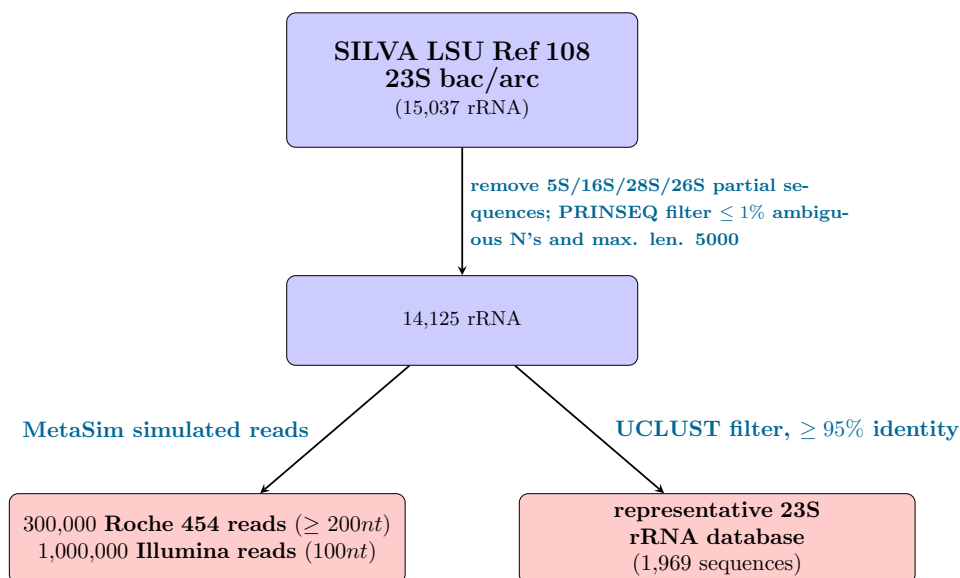 SILVA LSU Ref 108
23S bac/arc
(15,037 rRNA)
remove 5S/16S/28S/26S partial se-
quences; PRINSEQ filter ≤ 1% ambigu-
ous N's and max. len. 5000
14,125 rRNA
MetaSim simulated reads
UCLUST filter, ≥ 95% identity
300,000 Roche 454 reads (≥ 200nt)
1,000,000 Illumina reads (100nt)
representative 23S
rRNA database
(1,969 sequences)